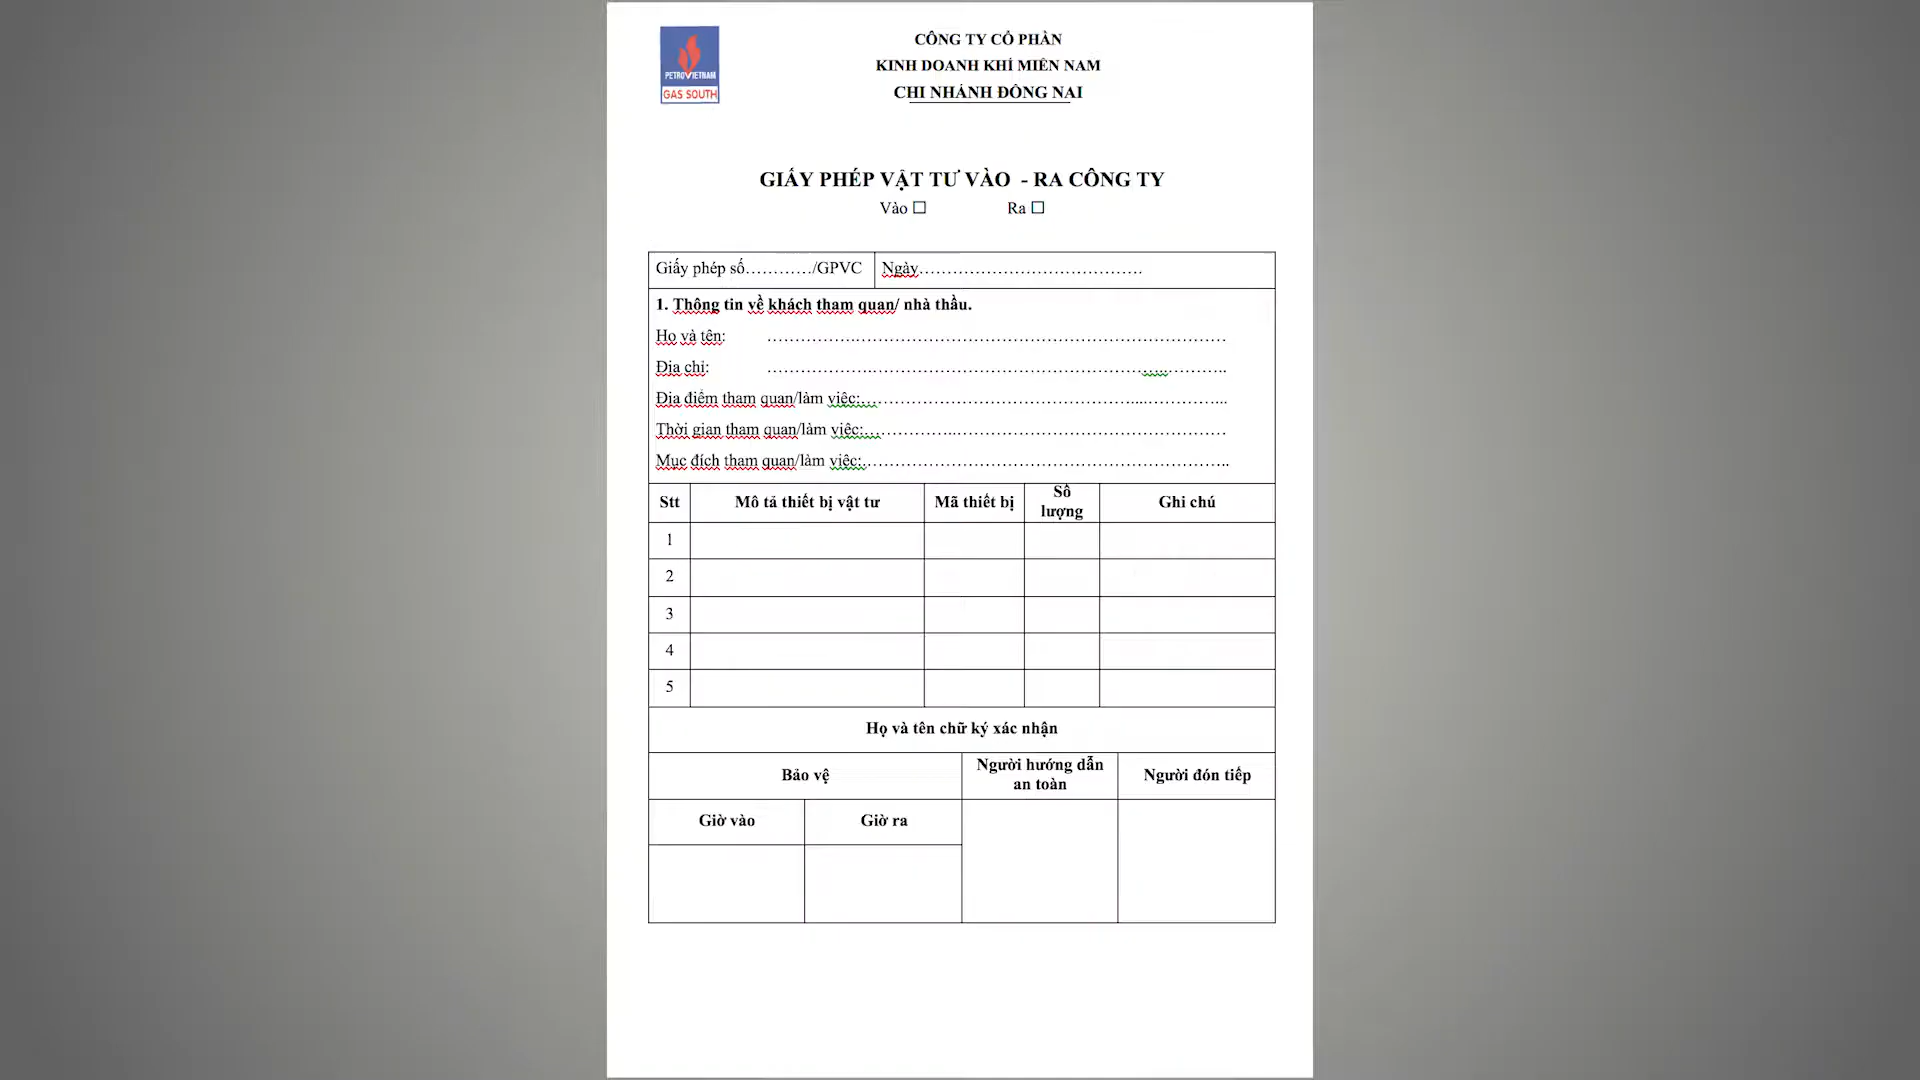 PETROVIETNAM
GAS SOUTH
CÔNG TY CỔ PHẦN
KINH DOANH KHÍ MIỀN NAM
CHI NHÁNH ĐỒNG NAI
GIẤY PHÉP VẬT TƯ VÀO - RA CÔNG TY
Vào ☐ Ra ☐
Giấy phép số…………/GPVC Ngày………………………………….
1. Thông tin về khách tham quan/ nhà thầu.
Họ và tên: …………….…………………………………………………………
Địa chỉ: ……………….…………………………………………..…………..
Địa điểm tham quan/làm việc:………………………………………...…………...
Thời gian tham quan/làm việc:……………..…………………………………………
Mục đích tham quan/làm việc:………………………………………………………..
Stt Mô tả thiết bị vật tư Mã thiết bị Số lượng Ghi chú
1
2
3
4
5
Họ và tên chữ ký xác nhận
Bảo vệ Người hướng dẫn an toàn Người đón tiếp
Giờ vào Giờ ra